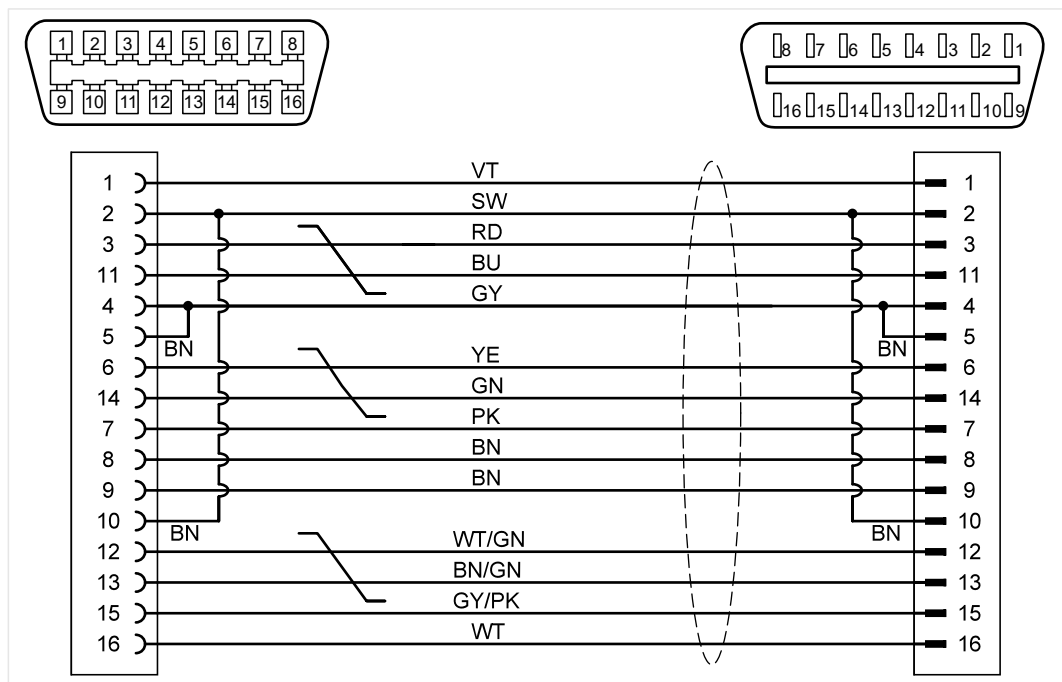 1 2 3 4 5 6 7 8
9 10 11 12 13 14 15 16
8 7 6 5 4 3 2 1
16 15 14 13 12 11 10 9
1 VT 1
2 SW 2
3 RD 3
11 BU 11
4 GY 4
5 BN BN 5
6 YE 6
14 GN 14
7 PK 7
8 BN 8
9 BN 9
10 BN BN 10
12 WT/GN 12
13 BN/GN 13
15 GY/PK 15
16 WT 16